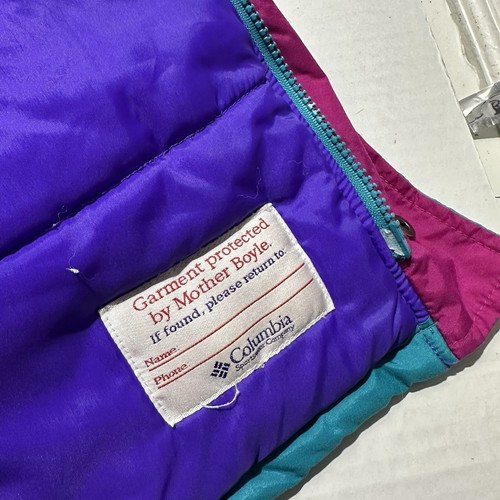 Garment protected
by Mother Boyle.
If found, please return to:
Name:
Phone:
Columbia
Sportswear Company